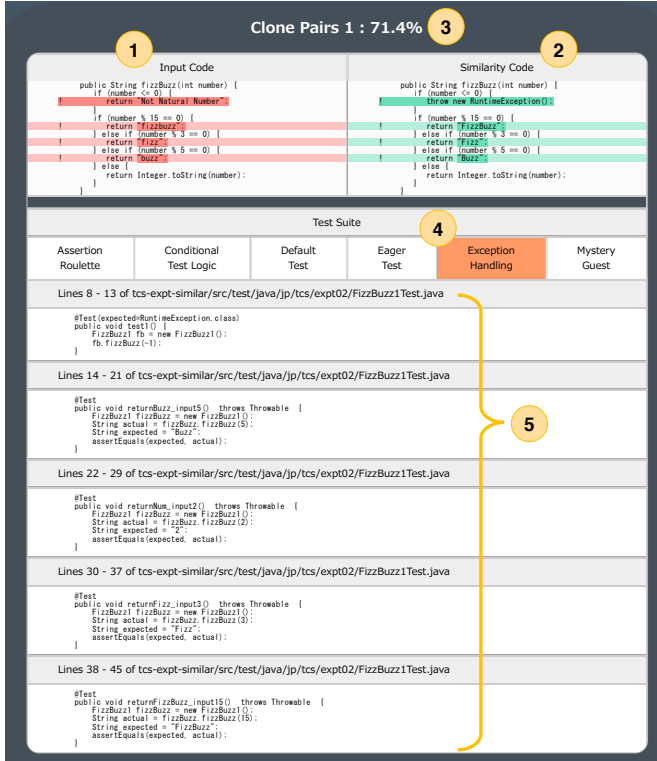 Clone Pairs 1 : 71.4% 3
1 2
Input Code Similarity Code
public String fizzBuzz(int number) {
if (number <= 0) {
! return "Not Natural Number";
}
if (number % 15 == 0) {
! return "fizzbuzz";
} else if (number % 3 == 0) {
! return "fizz";
} else if (number % 5 == 0) {
! return "buzz";
} else {
return Integer.toString(number);
}
}
public String fizzBuzz(int number) {
if (number <= 0) {
! throw new RuntimeException();
}
if (number % 15 == 0) {
! return "FizzBuzz";
} else if (number % 3 == 0) {
! return "Fizz";
} else if (number % 5 == 0) {
! return "Buzz";
} else {
return Integer.toString(number);
}
}
Test Suite
4
Assertion Roulette
Conditional Test Logic
Default Test
Eager Test
Exception Handling
Mystery Guest
Lines 8 - 13 of tcs-expt-similar/src/test/java/jp/tcs/expt02/FizzBuzz1Test.java
@Test(expected=RuntimeException.class)
public void test1() {
FizzBuzz1 fb = new FizzBuzz1();
fb.fizzBuzz(-1);
}
Lines 14 - 21 of tcs-expt-similar/src/test/java/jp/tcs/expt02/FizzBuzz1Test.java
@Test
public void returnBuzz_input5() throws Throwable {
FizzBuzz1 fizzBuzz = new FizzBuzz1();
String actual = fizzBuzz.fizzBuzz(5);
String expected = "Buzz";
assertEquals(expected, actual);
}
5
Lines 22 - 29 of tcs-expt-similar/src/test/java/jp/tcs/expt02/FizzBuzz1Test.java
@Test
public void returnNum_input2() throws Throwable {
FizzBuzz1 fizzBuzz = new FizzBuzz1();
String actual = fizzBuzz.fizzBuzz(2);
String expected = "2";
assertEquals(expected, actual);
}
Lines 30 - 37 of tcs-expt-similar/src/test/java/jp/tcs/expt02/FizzBuzz1Test.java
@Test
public void returnFizz_input3() throws Throwable {
FizzBuzz1 fizzBuzz = new FizzBuzz1();
String actual = fizzBuzz.fizzBuzz(3);
String expected = "Fizz";
assertEquals(expected, actual);
}
Lines 38 - 45 of tcs-expt-similar/src/test/java/jp/tcs/expt02/FizzBuzz1Test.java
@Test
public void returnFizzBuzz_input15() throws Throwable {
FizzBuzz1 fizzBuzz = new FizzBuzz1();
String actual = fizzBuzz.fizzBuzz(15);
String expected = "FizzBuzz";
assertEquals(expected, actual);
}